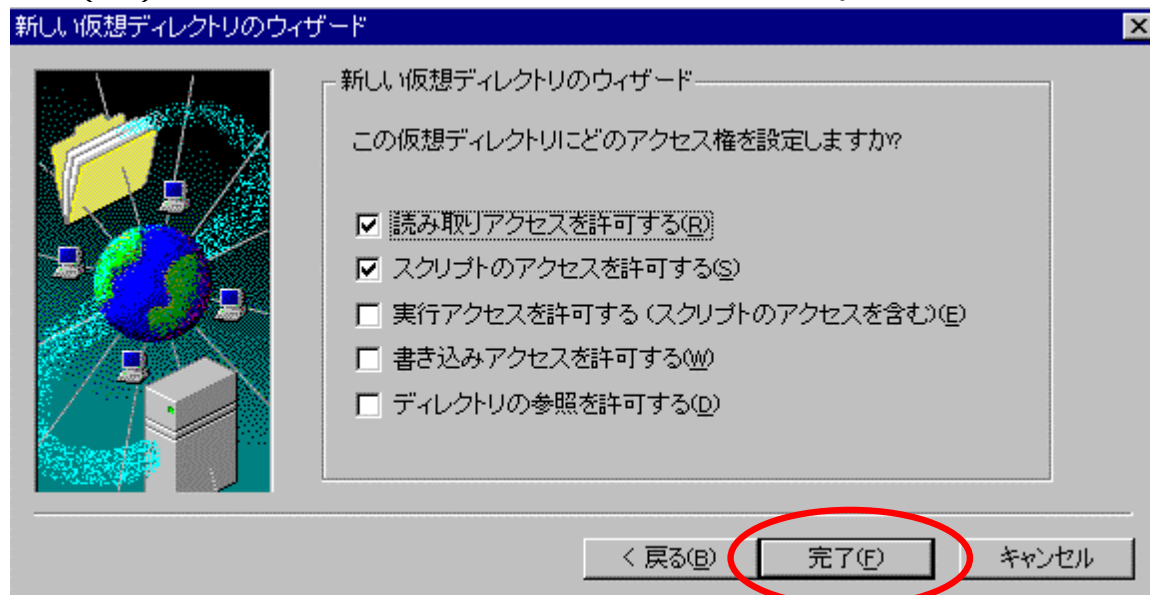 新しい仮想ディレクトリのウィザード
新しい仮想ディレクトリのウィザード
この仮想ディレクトリにどのアクセス権を設定しますか?
読み取りアクセスを許可する(R)
スクリプトのアクセスを許可する(S)
実行アクセスを許可する (スクリプトのアクセスを含む)(E)
書き込みアクセスを許可する(W)
ディレクトリの参照を許可する(D)
< 戻る(B) 完了(F) キャンセル